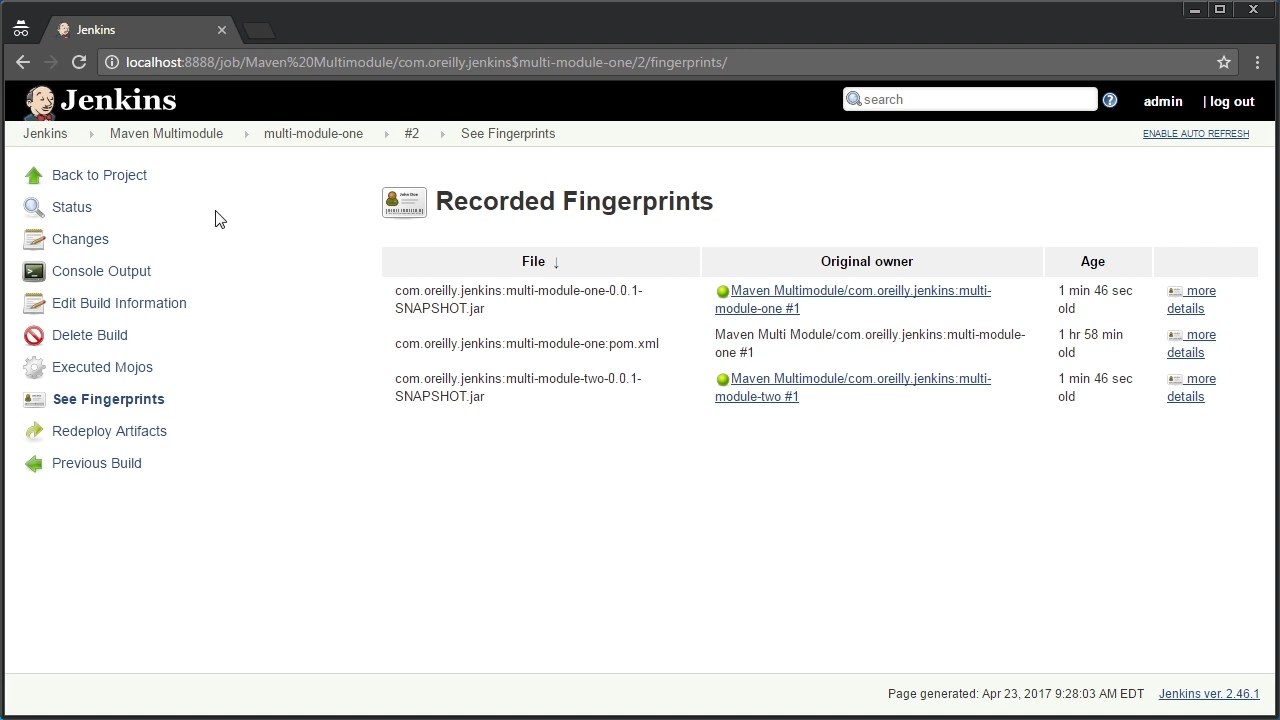 Jenkins
localhost:8888/job/Maven%20Multimodule/com.oreilly.jenkins$multi-module-one/2/fingerprints/
Jenkins
search
admin | log out
Jenkins Maven Multimodule multi-module-one #2 See Fingerprints
ENABLE AUTO REFRESH
Back to Project
Status
Changes
Console Output
Edit Build Information
Delete Build
Executed Mojos
See Fingerprints
Redeploy Artifacts
Previous Build
Recorded Fingerprints
File ↓ Original owner Age
com.oreilly.jenkins:multi-module-one-0.0.1-
SNAPSHOT.jar
Maven Multimodule/com.oreilly.jenkins:multi-
module-one #1
1 min 46 sec
old
more
details
com.oreilly.jenkins:multi-module-one:pom.xml
Maven Multi Module/com.oreilly.jenkins:multi-module-
one #1
1 hr 58 min
old
more
details
com.oreilly.jenkins:multi-module-two-0.0.1-
SNAPSHOT.jar
Maven Multimodule/com.oreilly.jenkins:multi-
module-two #1
1 min 46 sec
old
more
details
Page generated: Apr 23, 2017 9:28:03 AM EDT Jenkins ver. 2.46.1